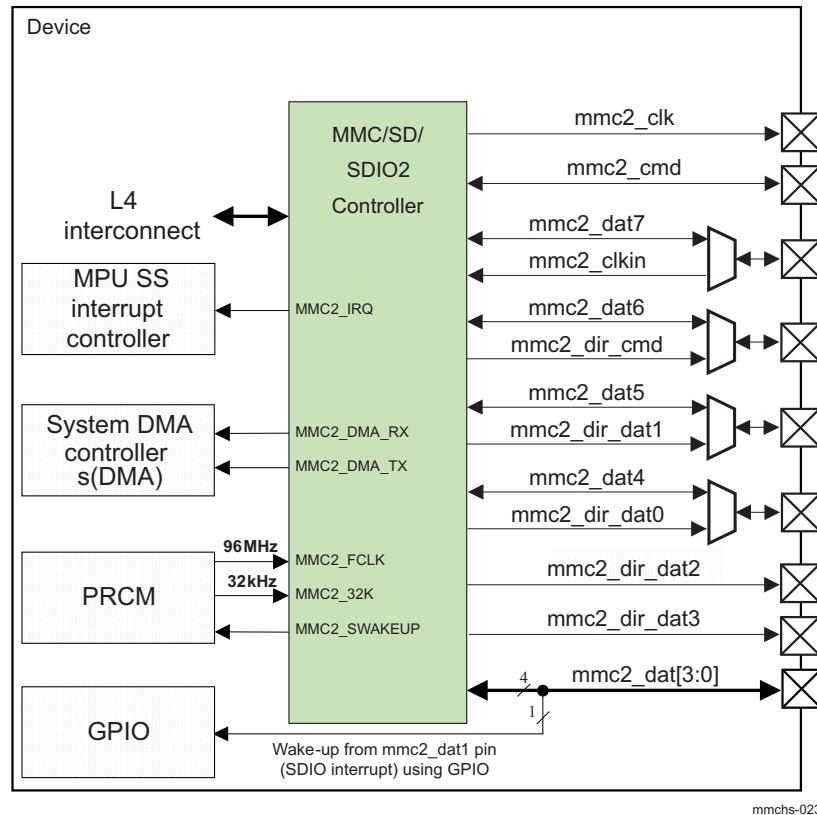 Device
MMC/SD/
SDIO2
Controller
L4
interconnect
MPU SS
interrupt
controller
MMC2_IRQ
System DMA
controller
s(DMA)
MMC2_DMA_RX
MMC2_DMA_TX
PRCM
96MHz
32kHz
MMC2_FCLK
MMC2_32K
MMC2_SWAKEUP
GPIO
mmc2_clk
mmc2_cmd
mmc2_dat7
mmc2_clkin
mmc2_dat6
mmc2_dir_cmd
mmc2_dat5
mmc2_dir_dat1
mmc2_dat4
mmc2_dir_dat0
mmc2_dir_dat2
mmc2_dir_dat3
4
mmc2_dat[3:0]
1
Wake-up from mmc2_dat1 pin
(SDIO interrupt) using GPIO
mmchs-023